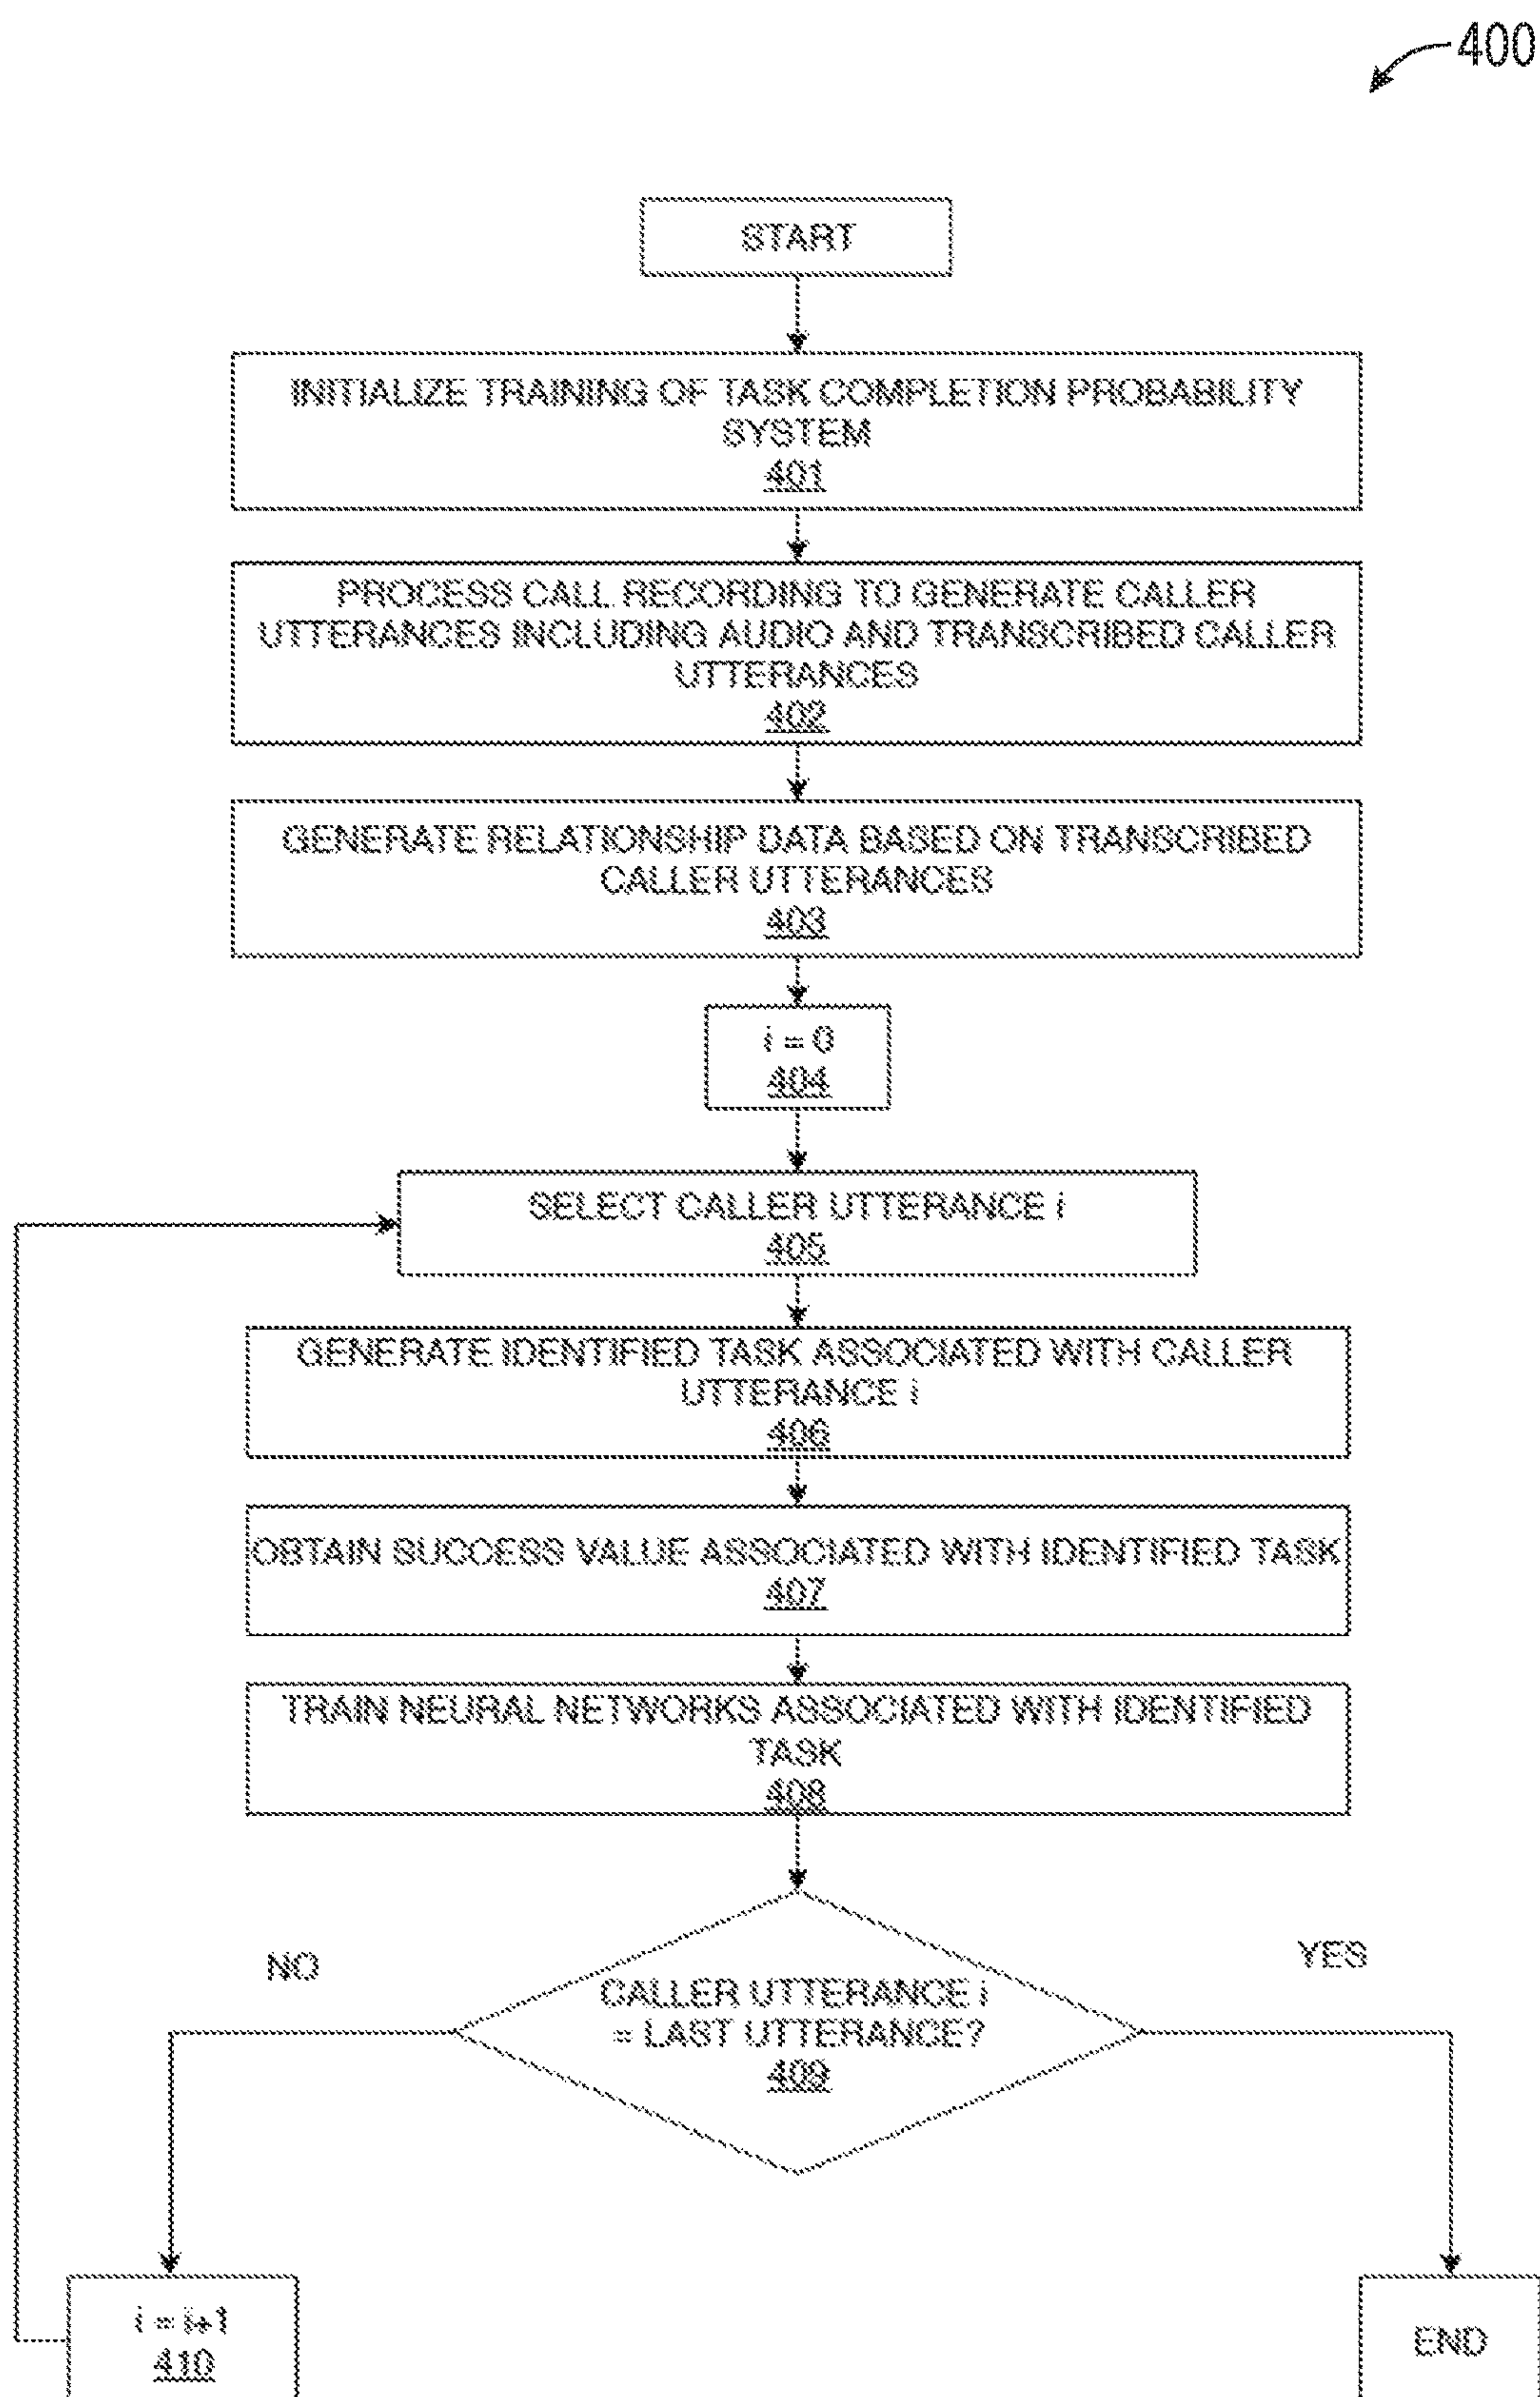 400
START
INITIALIZE TRAINING OF TASK COMPLETION PROBABILITY
SYSTEM
401
PROCESS CALL RECORDING TO GENERATE CALLER
UTTERANCES INCLUDING AUDIO AND TRANSCRIBED CALLER
UTTERANCES
402
GENERATE RELATIONSHIP DATA BASED ON TRANSCRIBED
CALLER UTTERANCES
403
i = 0
404
SELECT CALLER UTTERANCE i
405
GENERATE IDENTIFIED TASK ASSOCIATED WITH CALLER
UTTERANCE i
406
OBTAIN SUCCESS VALUE ASSOCIATED WITH IDENTIFIED TASK
407
TRAIN NEURAL NETWORKS ASSOCIATED WITH IDENTIFIED
TASK
408
NO
YES
CALLER UTTERANCE i
= LAST UTTERANCE?
409
i = i+1
410
END